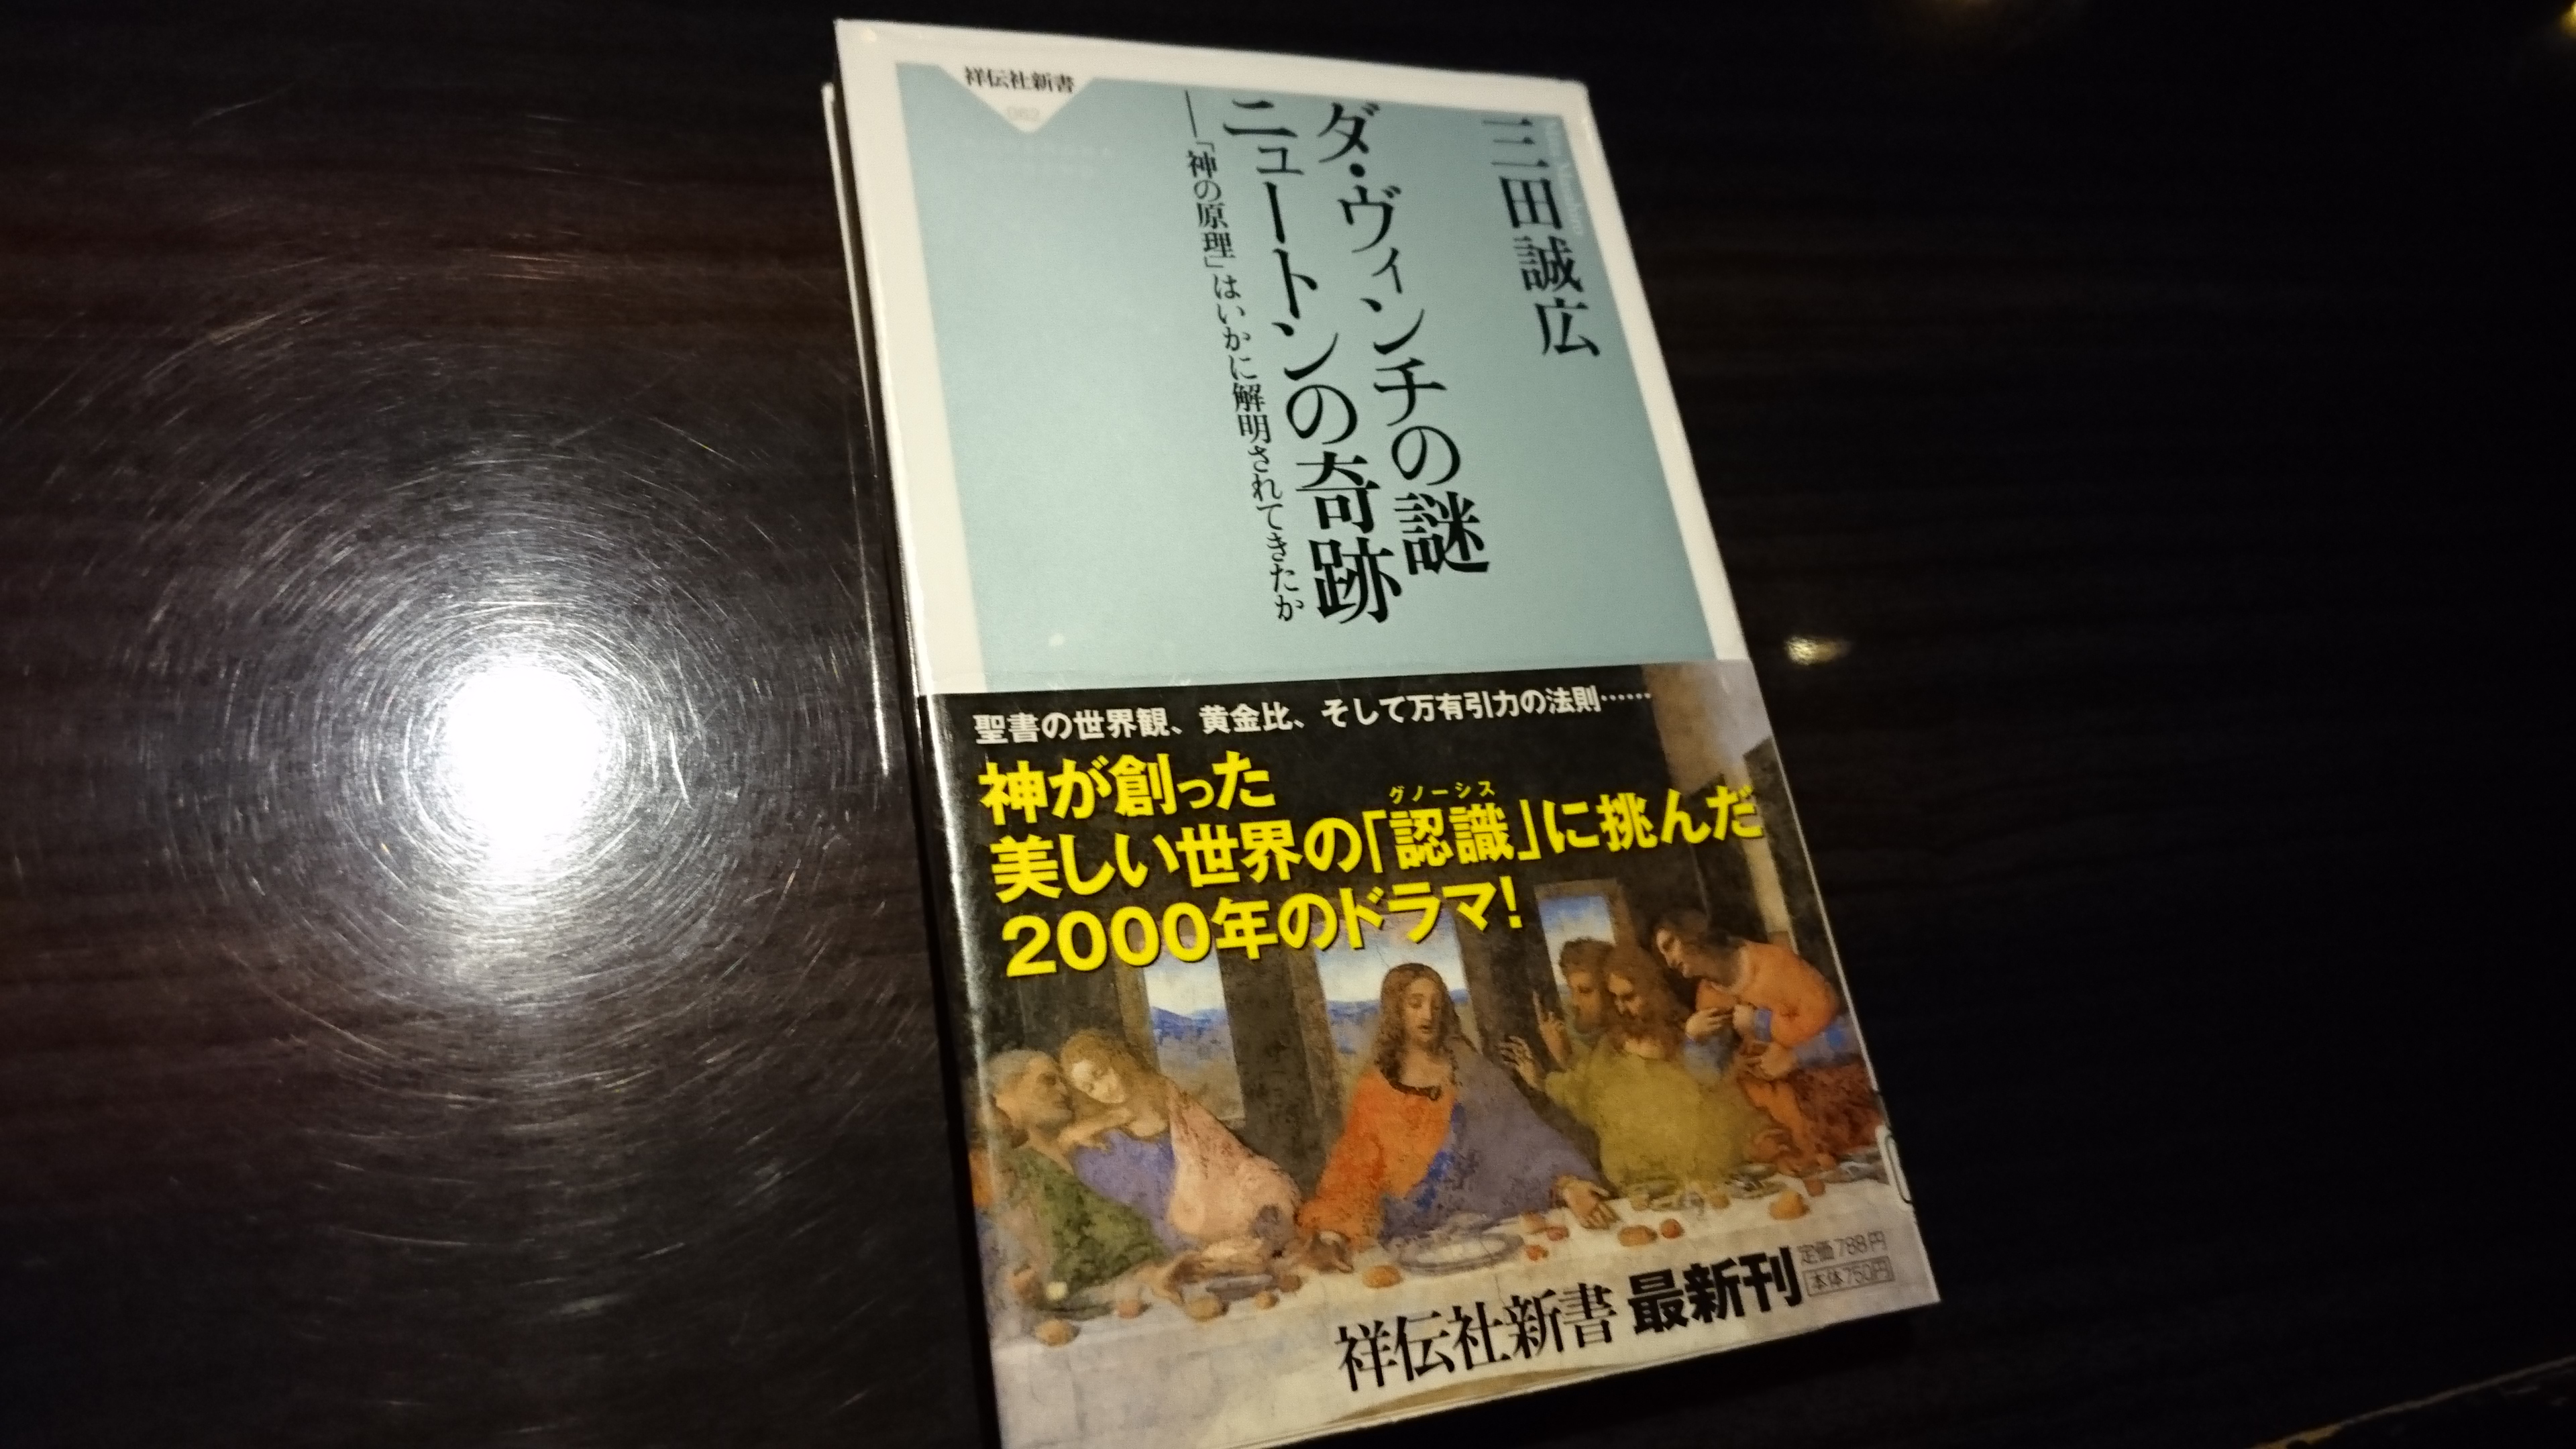 祥伝社新書
062
三田誠広
ダ・ヴィンチの謎
ニュートンの奇跡
――「神の原理」はいかに解明されてきたか
聖書の世界観、黄金比、そして万有引力の法則……
神が創った
グノーシス
美しい世界の「認識」に挑んだ
2000年のドラマ!
祥伝社新書 最新刊
定価788円
本体750円